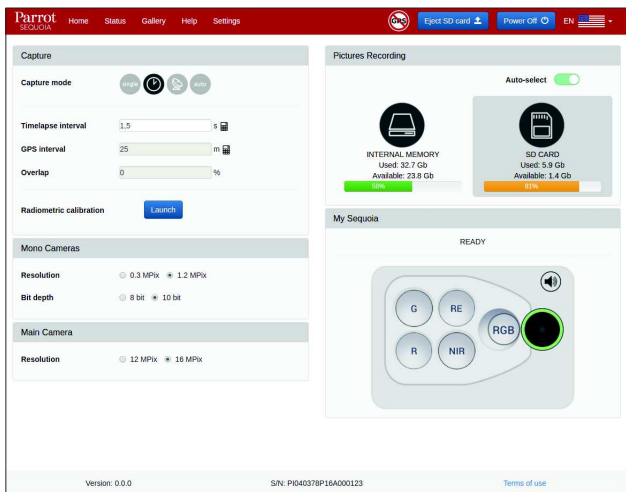 Parrot
SEQUOIA
Home Status Gallery Help Settings
GPS
Eject SD card
Power Off
EN
Capture
Capture mode
single
auto
Timelapse interval 1,5 s
GPS interval 25 m
Overlap 0 %
Radiometric calibration Launch
Mono Cameras
Resolution 0.3 MPix 1.2 MPix
Bit depth 8 bit 10 bit
Main Camera
Resolution 12 MPix 16 MPix
Pictures Recording
Auto-select
INTERNAL MEMORY
Used: 32.7 Gb
Available: 23.8 Gb
58%
SD CARD
Used: 5.9 Gb
Available: 1.4 Gb
81%
My Sequoia
READY
G RE
RGB
R NIR
Version: 0.0.0 S/N: PI040378P16A000123 Terms of use